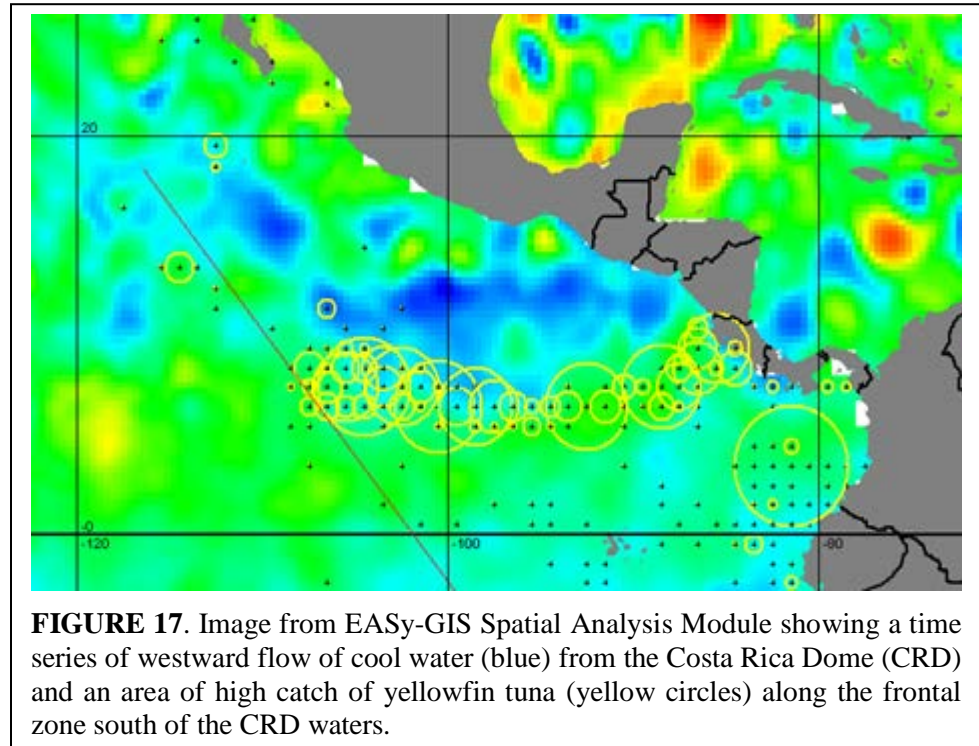 20
-0
-120
-100
-80
FIGURE 17. Image from EASy-GIS Spatial Analysis Module showing a time
series of westward flow of cool water (blue) from the Costa Rica Dome (CRD)
and an area of high catch of yellowfin tuna (yellow circles) along the frontal
zone south of the CRD waters.